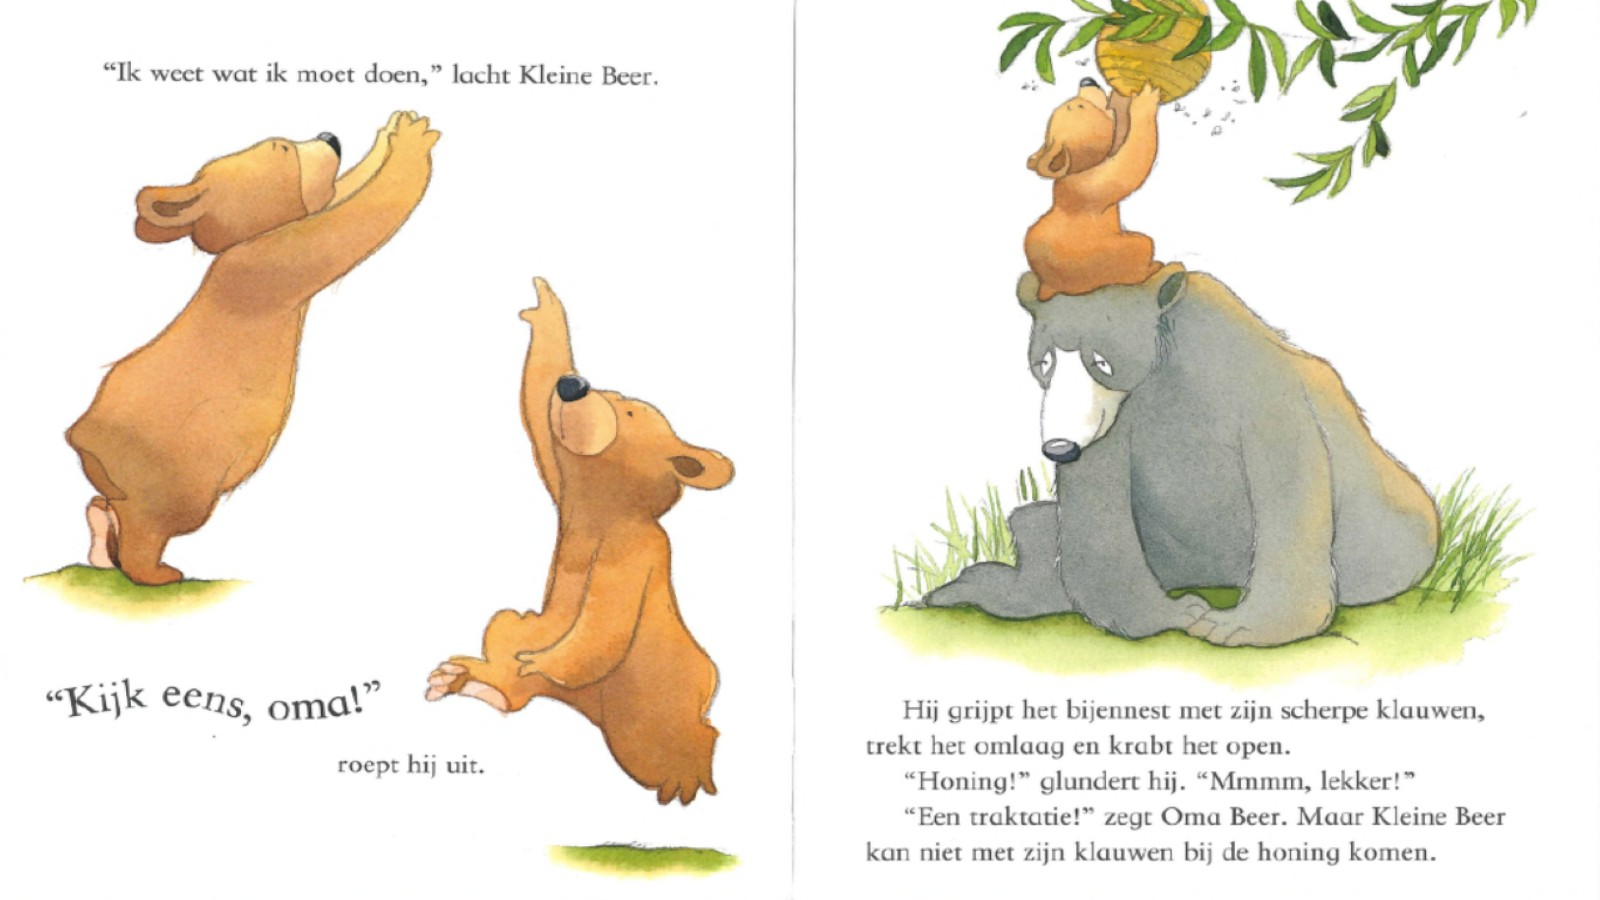 “Ik weet wat ik moet doen,” lacht Kleine Beer.
“Kijk eens, oma!”
roept hij uit.
Hij grijpt het bijennest met zijn scherpe klauwen,
trekt het omlaag en krabt het open.
“Honing!” glundert hij. “Mmmm, lekker!”
“Een traktatie!” zegt Oma Beer. Maar Kleine Beer
kan niet met zijn klauwen bij de honing komen.